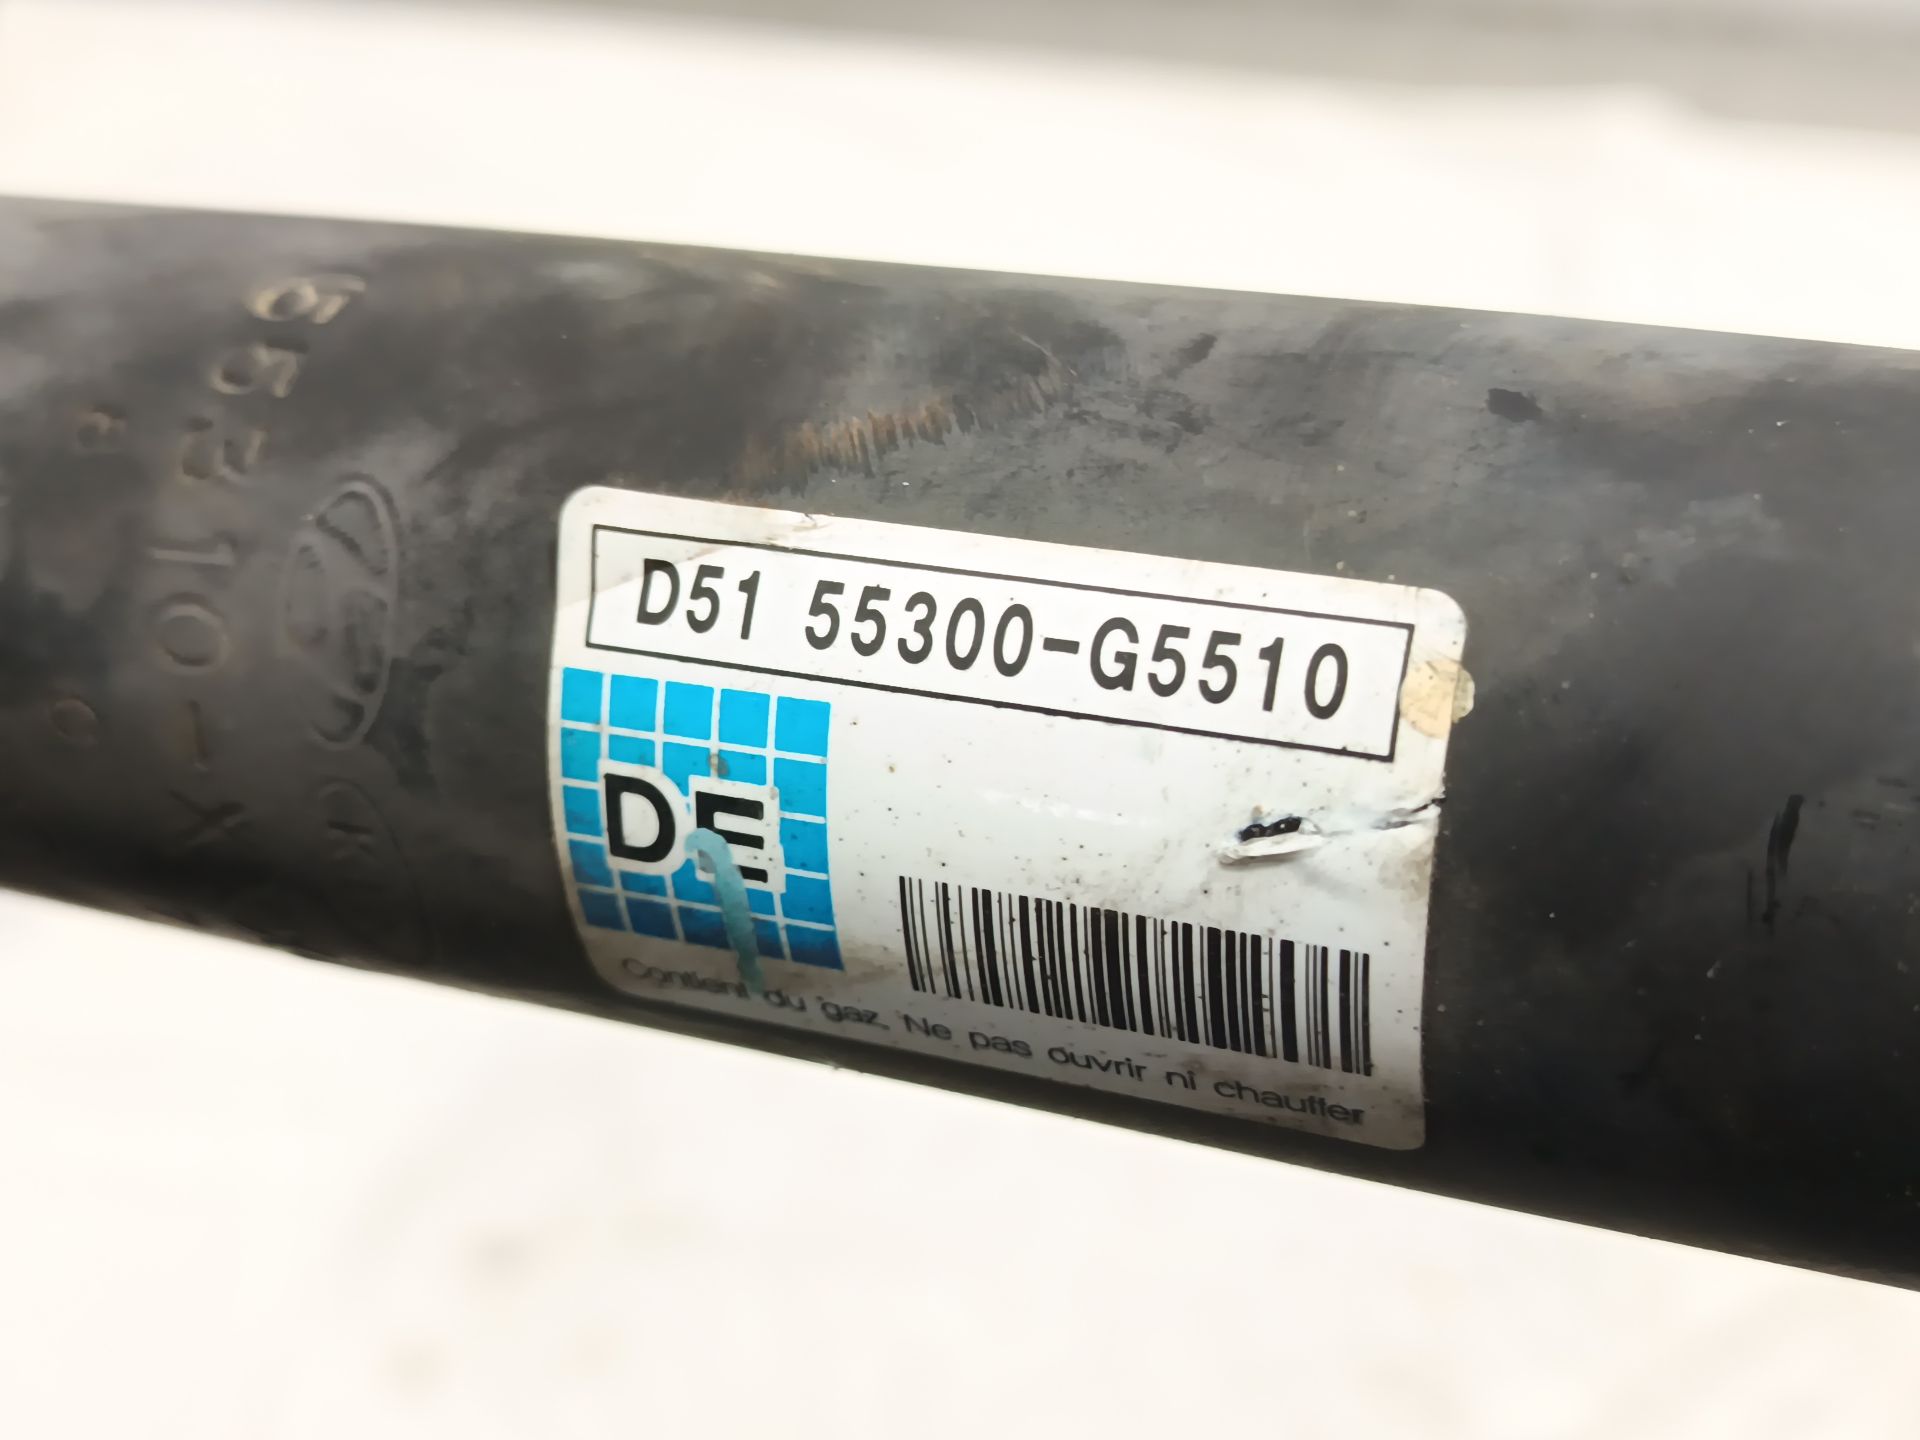 D51 55300-G5510
DE
Contient du gaz. Ne pas ouvrir ni chauffer